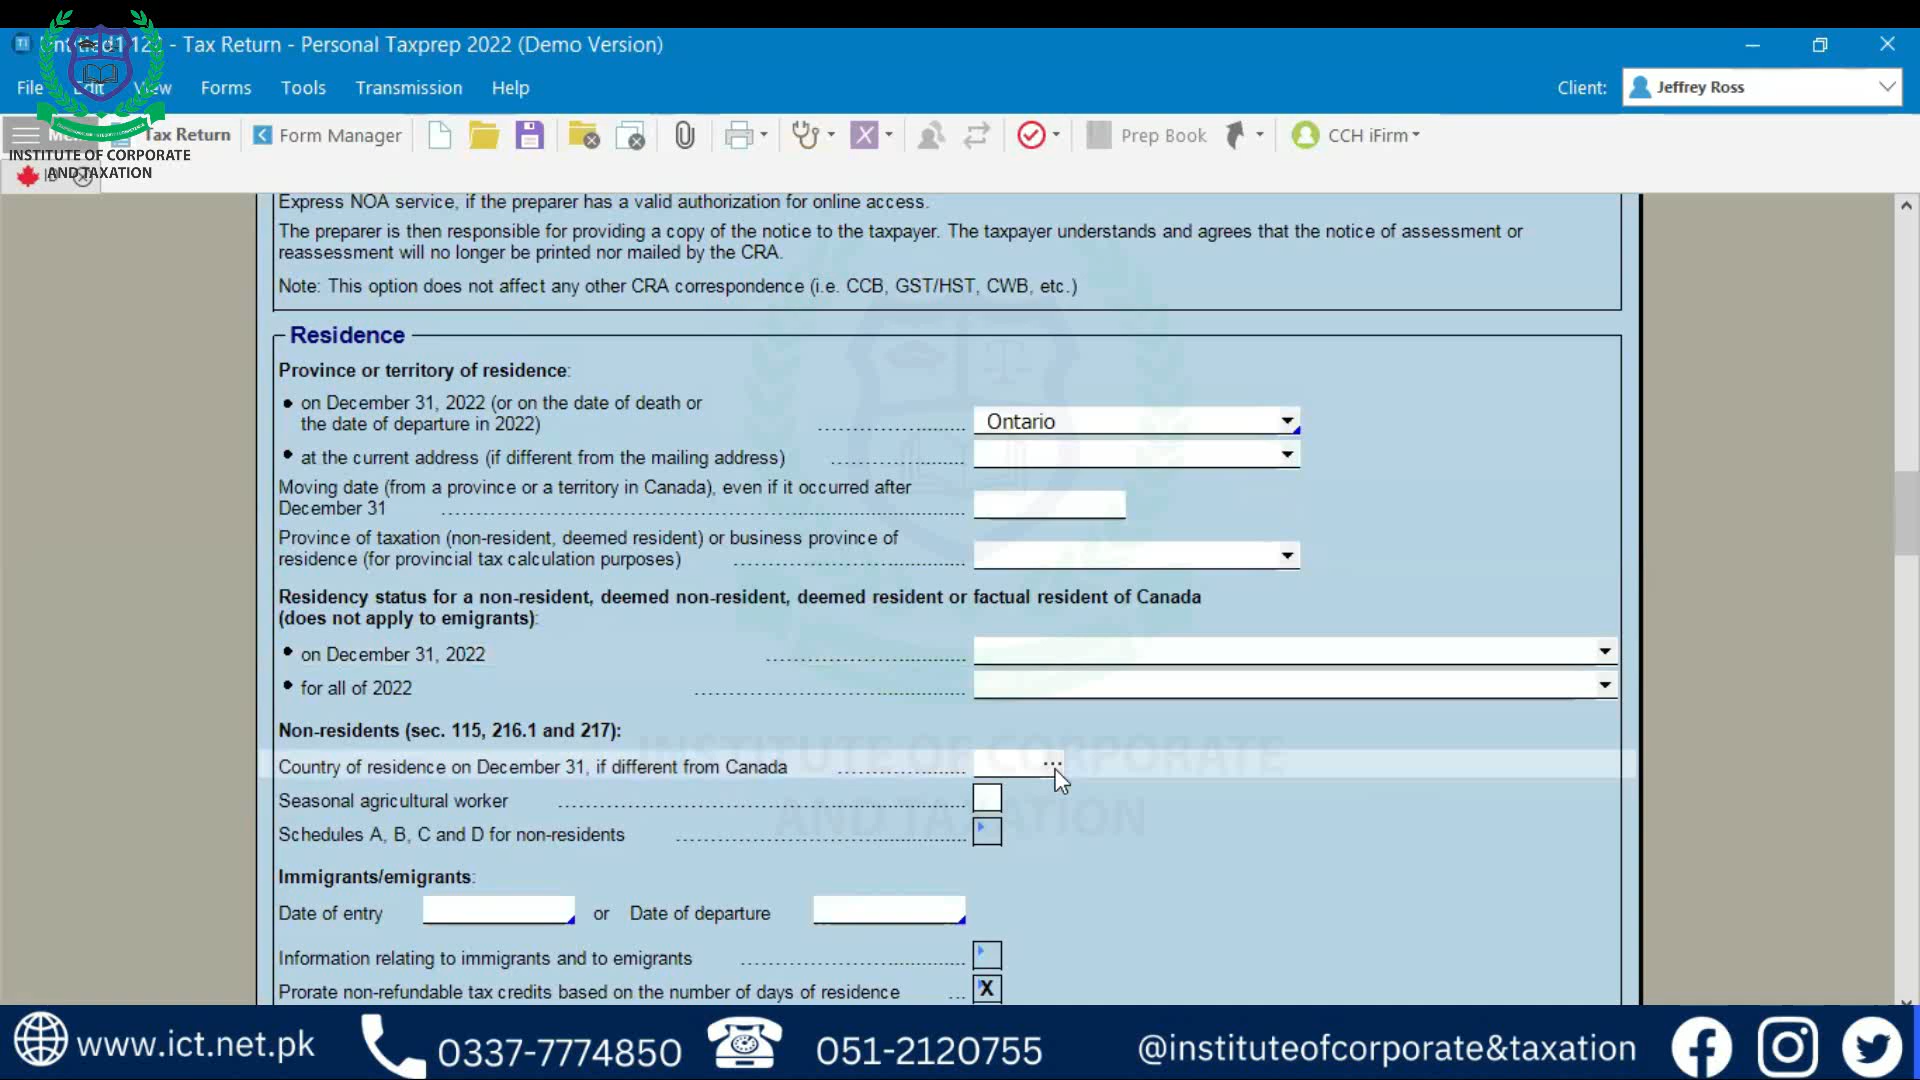 Untitled1.122 - Tax Return - Personal Taxprep 2022 (Demo Version)
File Edit View Forms Tools Transmission Help
Client: Jeffrey Ross
Tax Return Form Manager Prep Book CCH iFirm
INSTITUTE OF CORPORATE
AND TAXATION
Express NOA service, if the preparer has a valid authorization for online access.
The preparer is then responsible for providing a copy of the notice to the taxpayer. The taxpayer understands and agrees that the notice of assessment or
reassessment will no longer be printed nor mailed by the CRA.
Note: This option does not affect any other CRA correspondence (i.e. CCB, GST/HST, CWB, etc.)
Residence
Province or territory of residence:
• on December 31, 2022 (or on the date of death or
the date of departure in 2022) Ontario
• at the current address (if different from the mailing address)
Moving date (from a province or a territory in Canada), even if it occurred after
December 31
Province of taxation (non-resident, deemed resident) or business province of
residence (for provincial tax calculation purposes)
Residency status for a non-resident, deemed non-resident, deemed resident or factual resident of Canada
(does not apply to emigrants):
• on December 31, 2022
• for all of 2022
Non-residents (sec. 115, 216.1 and 217):
INSTITUTE OF CORPORATE
Country of residence on December 31, if different from Canada ...
Seasonal agricultural worker
AND TAXATION
Schedules A, B, C and D for non-residents
Immigrants/emigrants:
Date of entry or Date of departure
Information relating to immigrants and to emigrants
Prorate non-refundable tax credits based on the number of days of residence X
www.ict.net.pk 0337-7774850 051-2120755 @instituteofcorporate&taxation